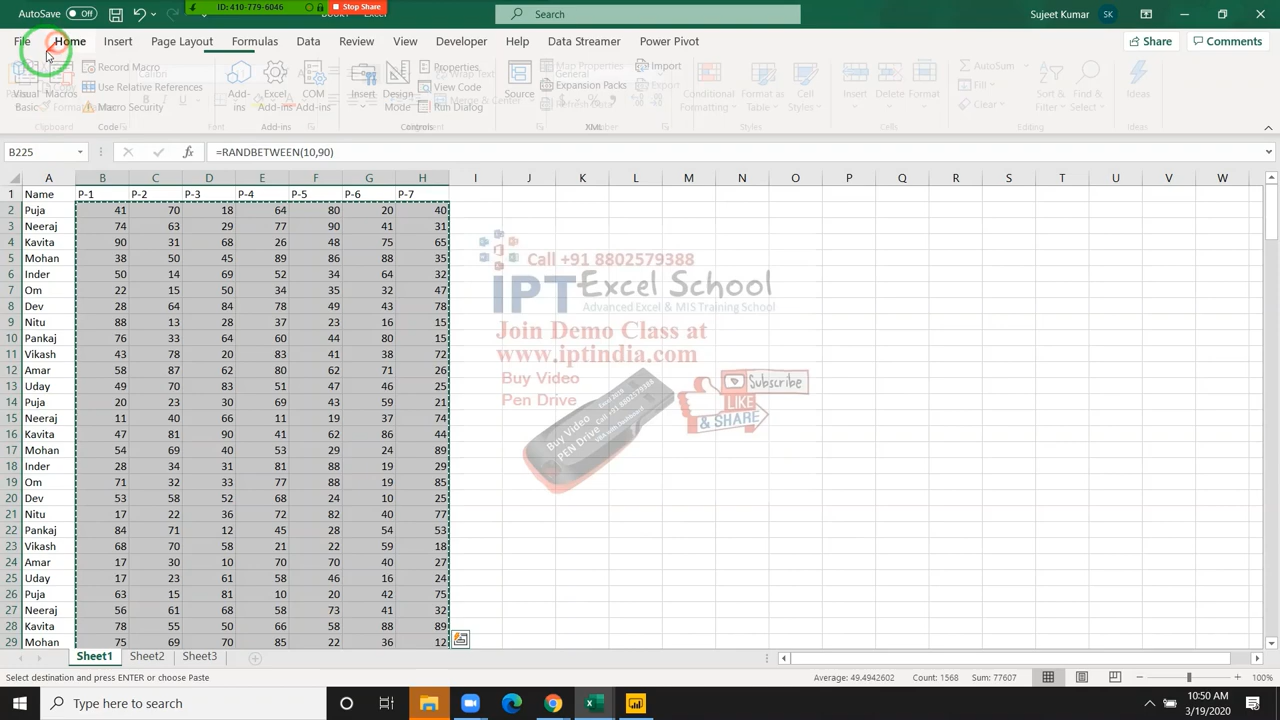 AutoSave Off
ID: 410-779-6046 Stop Share
Search
Sujeet Kumar SK
File Home Insert Page Layout Formulas Data Review View Developer Help Data Streamer Power Pivot Share Comments
Visual Basic
Macros
Record Macro
Use Relative References
Macro Security
Code
Add-ins
Excel Add-ins
COM Add-ins
Add-ins
Insert
Design Mode
Properties
View Code
Run Dialog
Controls
Source
Map Properties
Expansion Packs
Refresh Data
Import
Export
XML
Clipboard
Calibri
Font
Wrap Text
Merge & Center
General
Conditional Formatting
Format as Table
Cell Styles
Styles
Insert Delete Format
Cells
AutoSum
Fill
Clear
Sort & Filter
Find & Select
Editing
Ideas
Ideas
B225 =RANDBETWEEN(10,90)
A B C D E F G H I J K L M N O P Q R S T U V W
1 Name P-1 P-2 P-3 P-4 P-5 P-6 P-7
2 Puja 41 70 18 64 80 20 40
3 Neeraj 74 63 29 77 90 41 31
4 Kavita 90 31 68 26 48 75 65
5 Mohan 38 50 45 89 86 88 35
6 Inder 50 14 69 52 34 64 32
7 Om 22 15 50 34 35 32 47
8 Dev 28 64 84 78 49 43 78
9 Nitu 88 13 28 37 23 16 15
10 Pankaj 76 33 64 60 44 80 15
11 Vikash 43 78 20 83 41 38 72
12 Amar 58 87 62 80 62 71 26
13 Uday 49 70 83 51 47 46 25
14 Puja 20 23 30 69 43 59 21
15 Neeraj 11 40 66 11 19 37 74
16 Kavita 47 81 90 41 62 86 44
17 Mohan 54 69 40 53 29 24 89
18 Inder 28 34 31 81 88 19 29
19 Om 71 32 33 77 88 19 85
20 Dev 53 58 52 68 24 10 25
21 Nitu 17 22 36 72 82 40 77
22 Pankaj 84 71 12 45 28 54 53
23 Vikash 68 70 58 21 22 59 18
24 Amar 17 30 10 70 70 40 27
25 Uday 17 23 61 58 46 16 24
26 Puja 63 15 81 10 20 42 75
27 Neeraj 56 61 68 58 73 41 32
28 Kavita 78 55 50 66 58 88 89
29 Mohan 75 69 70 85 22 36 12
Call +91 8802579388
IPT Excel School
Advanced Excel & MIS Training School
Join Demo Class at
www.iptindia.com
Buy Video
Pen Drive
Buy Video
PEN Drive
Call +91 8802579388
Subscribe
LIKE
& SHARE
Sheet1 Sheet2 Sheet3
Select destination and press ENTER or choose Paste
Average: 49.4942602 Count: 1568 Sum: 77607
100%
Type here to search
10:50 AM
3/19/2020